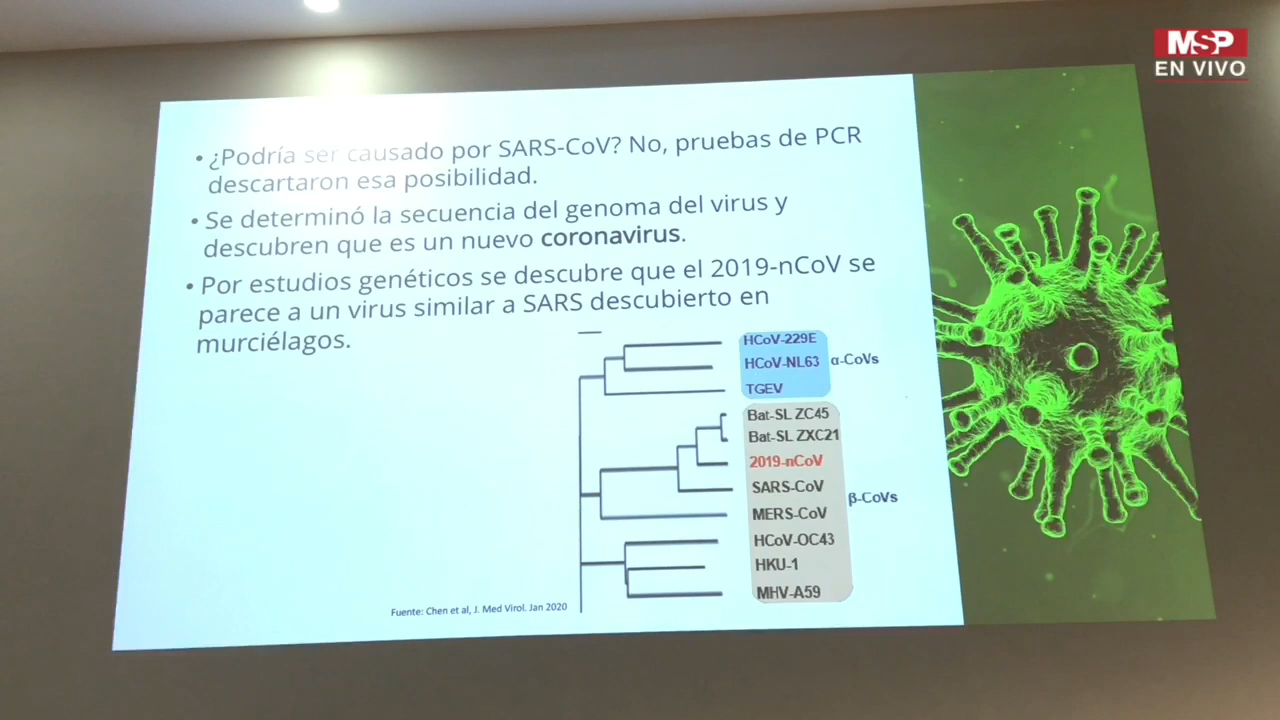 MSP
EN VIVO
• ¿Podría ser causado por SARS-CoV? No, pruebas de PCR
descartaron esa posibilidad.
• Se determinó la secuencia del genoma del virus y
descubren que es un nuevo coronavirus.
• Por estudios genéticos se descubre que el 2019-nCoV se
parece a un virus similar a SARS descubierto en
murciélagos.
HCoV-229E
HCoV-NL63
α-CoVs
TGEV
Bat-SL ZC45
Bat-SL ZXC21
2019-nCoV
SARS-CoV
β-CoVs
MERS-CoV
HCoV-OC43
HKU-1
MHV-A59
Fuente: Chen et al, J. Med Virol. Jan 2020